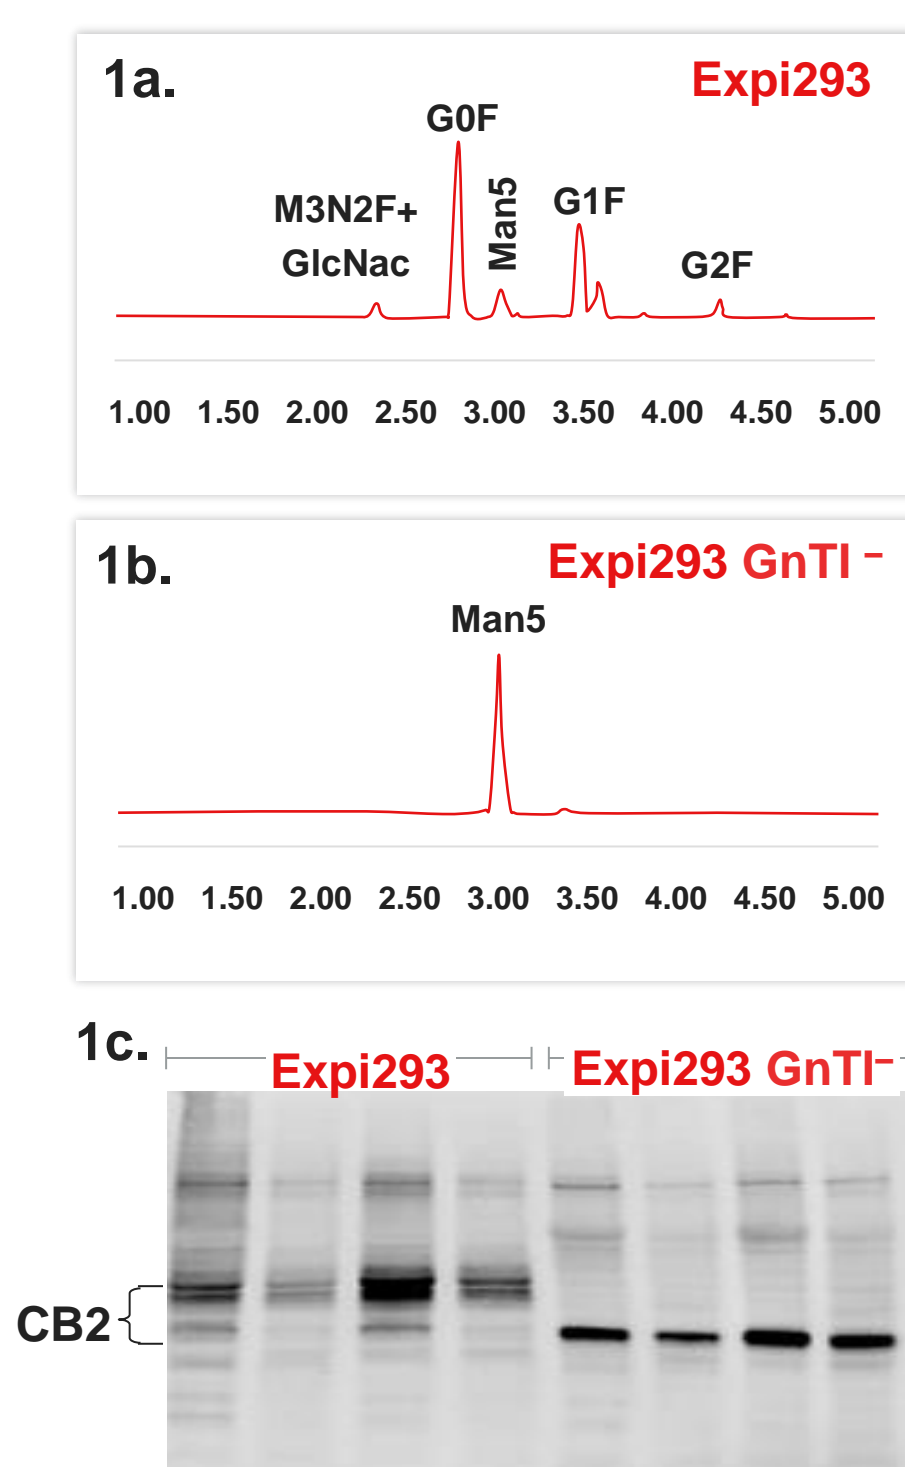 1a.
Expi293
G0F
M3N2F+
GlcNac
Man5
G1F
G2F
1.00 1.50 2.00 2.50 3.00 3.50 4.00 4.50 5.00
1b.
Expi293 GnTI –
Man5
1.00 1.50 2.00 2.50 3.00 3.50 4.00 4.50 5.00
1c.
Expi293
Expi293 GnTI–
CB2